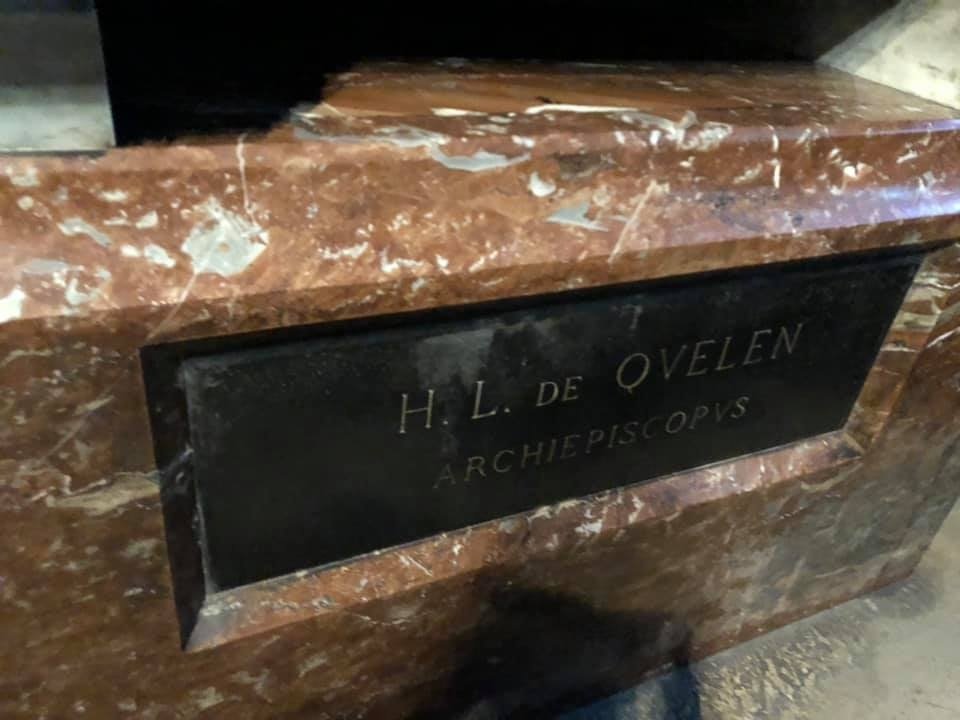 H. L. DE QVELEN
ARCHIEPISCOPVS